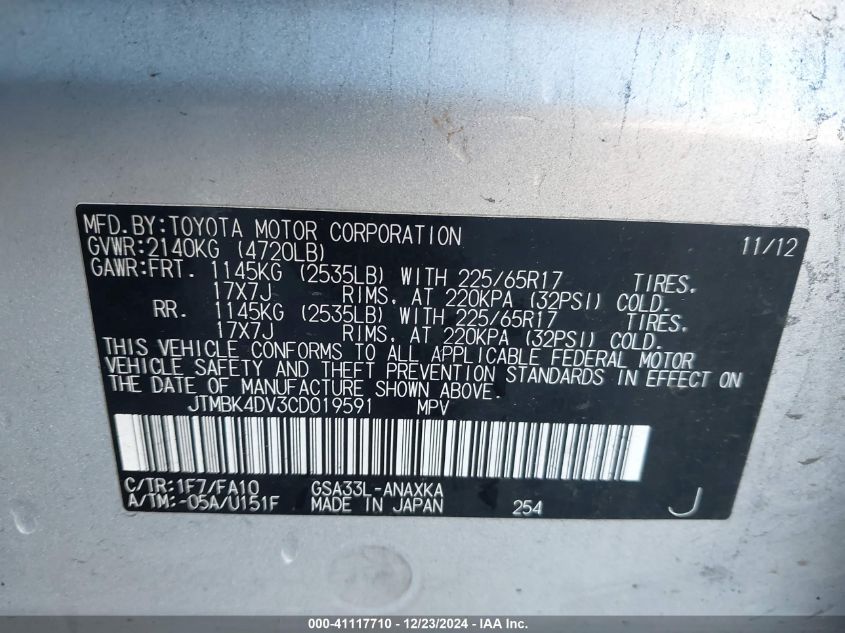 MFD.BY:TOYOTA MOTOR CORPORATION 11/12
GVWR:2140KG (4720LB)
GAWR:FRT. 1145KG (2535LB) WITH 225/65R17 TIRES.
17X7J RIMS, AT 220KPA (32PSI) COLD.
RR. 1145KG (2535LB) WITH 225/65R17 TIRES.
17X7J RIMS, AT 220KPA (32PSI) COLD.
THIS VEHICLE CONFORMS TO ALL APPLICABLE FEDERAL MOTOR
VEHICLE SAFETY AND THEFT PREVENTION STANDARDS IN EFFECT ON
THE DATE OF MANUFACTURE SHOWN ABOVE.
JTMBK4DV3CD019591 MPV
C/TR:1F7/FA10 GSA33L-ANAXKA
A/TM:-05A/U151F MADE IN JAPAN 254 J
000-41117710 - 12/23/2024 - IAA Inc.